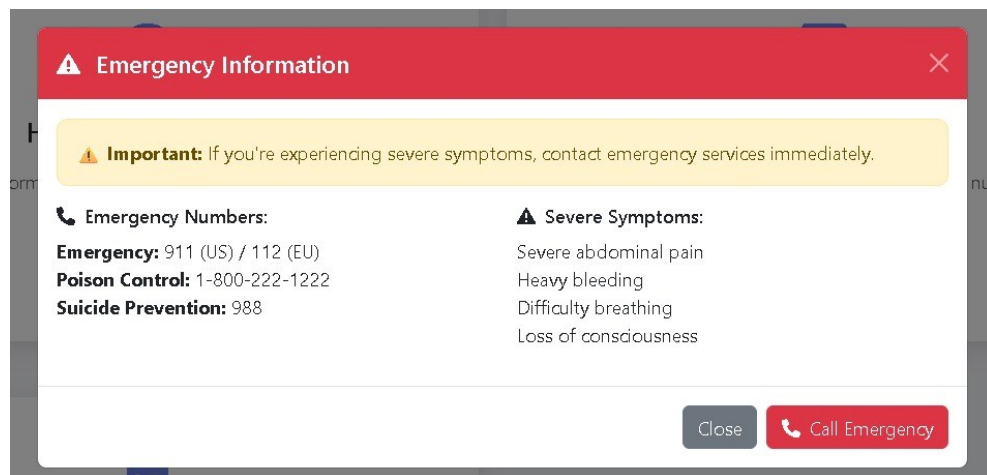 Emergency Information
Important: If you're experiencing severe symptoms, contact emergency services immediately.
Emergency Numbers:
Emergency: 911 (US) / 112 (EU)
Poison Control: 1-800-222-1222
Suicide Prevention: 988
Severe Symptoms:
Severe abdominal pain
Heavy bleeding
Difficulty breathing
Loss of consciousness
Close
Call Emergency